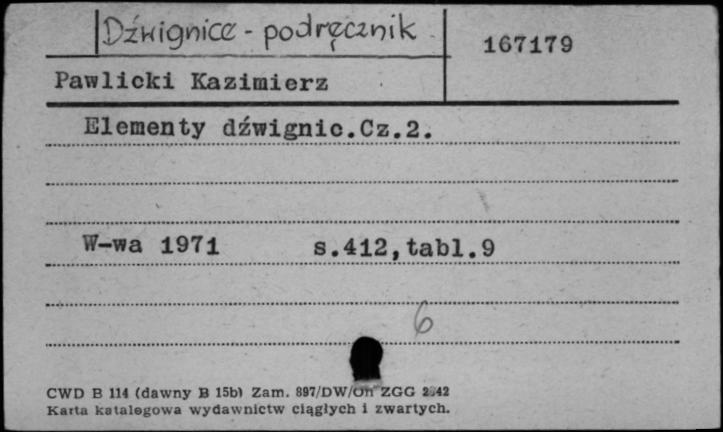 Dźwignice - podręcznik
167179
Pawlicki Kazimierz
Elementy dźwignic.Cz.2.
W-wa 1971 s.412,tabl.9
6
CWD B 114 (dawny B 15b) Zam. 897/DW/Un ZGG
Karta katalogowa wydawnictw ciągłych i zwartych.